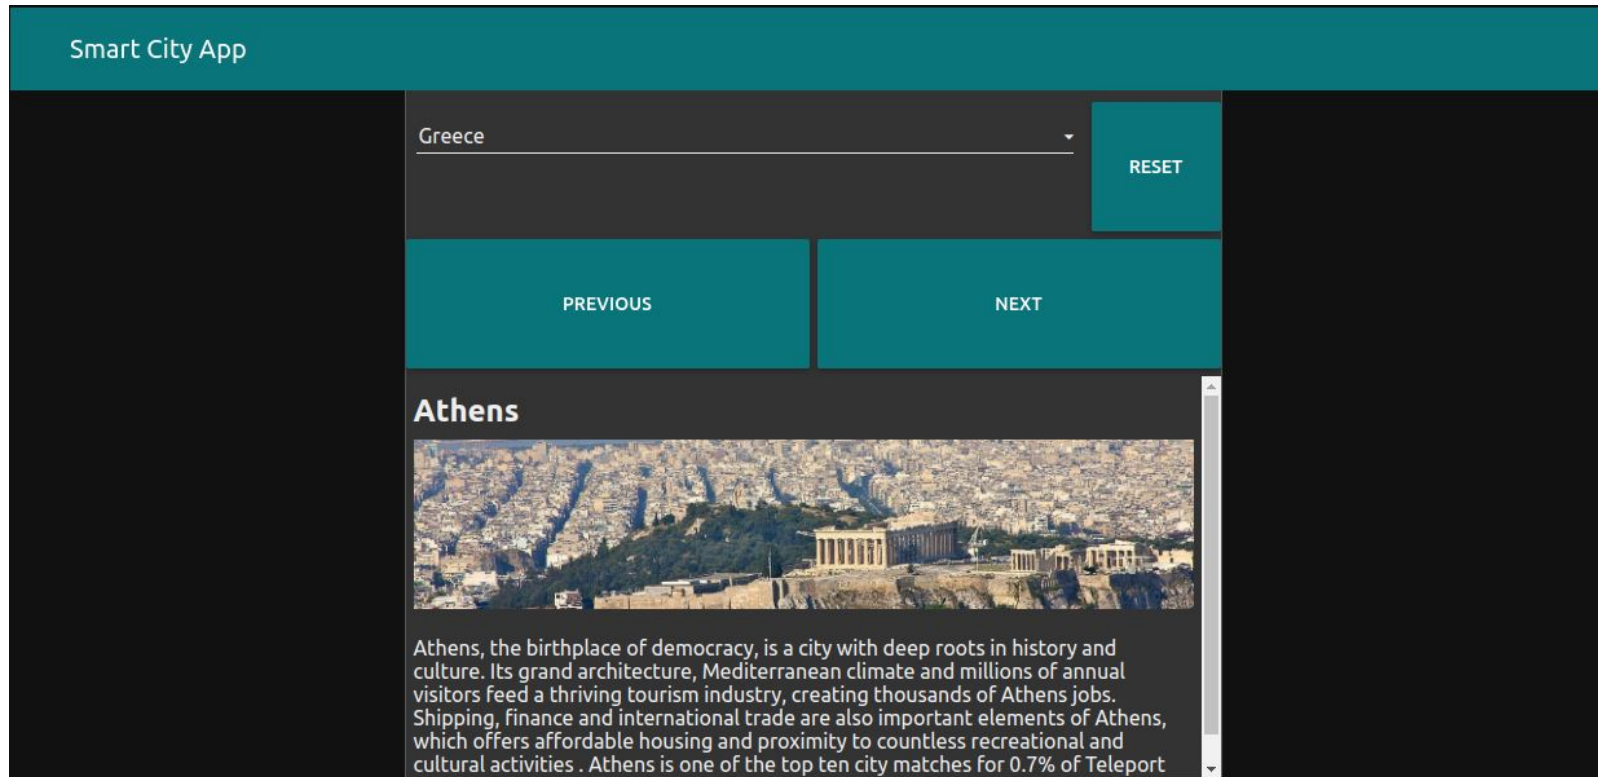 Smart City App
Greece
RESET
PREVIOUS
NEXT
Athens
Athens, the birthplace of democracy, is a city with deep roots in history and
culture. Its grand architecture, Mediterranean climate and millions of annual
visitors feed a thriving tourism industry, creating thousands of Athens jobs.
Shipping, finance and international trade are also important elements of Athens,
which offers affordable housing and proximity to countless recreational and
cultural activities . Athens is one of the top ten city matches for 0.7% of Teleport